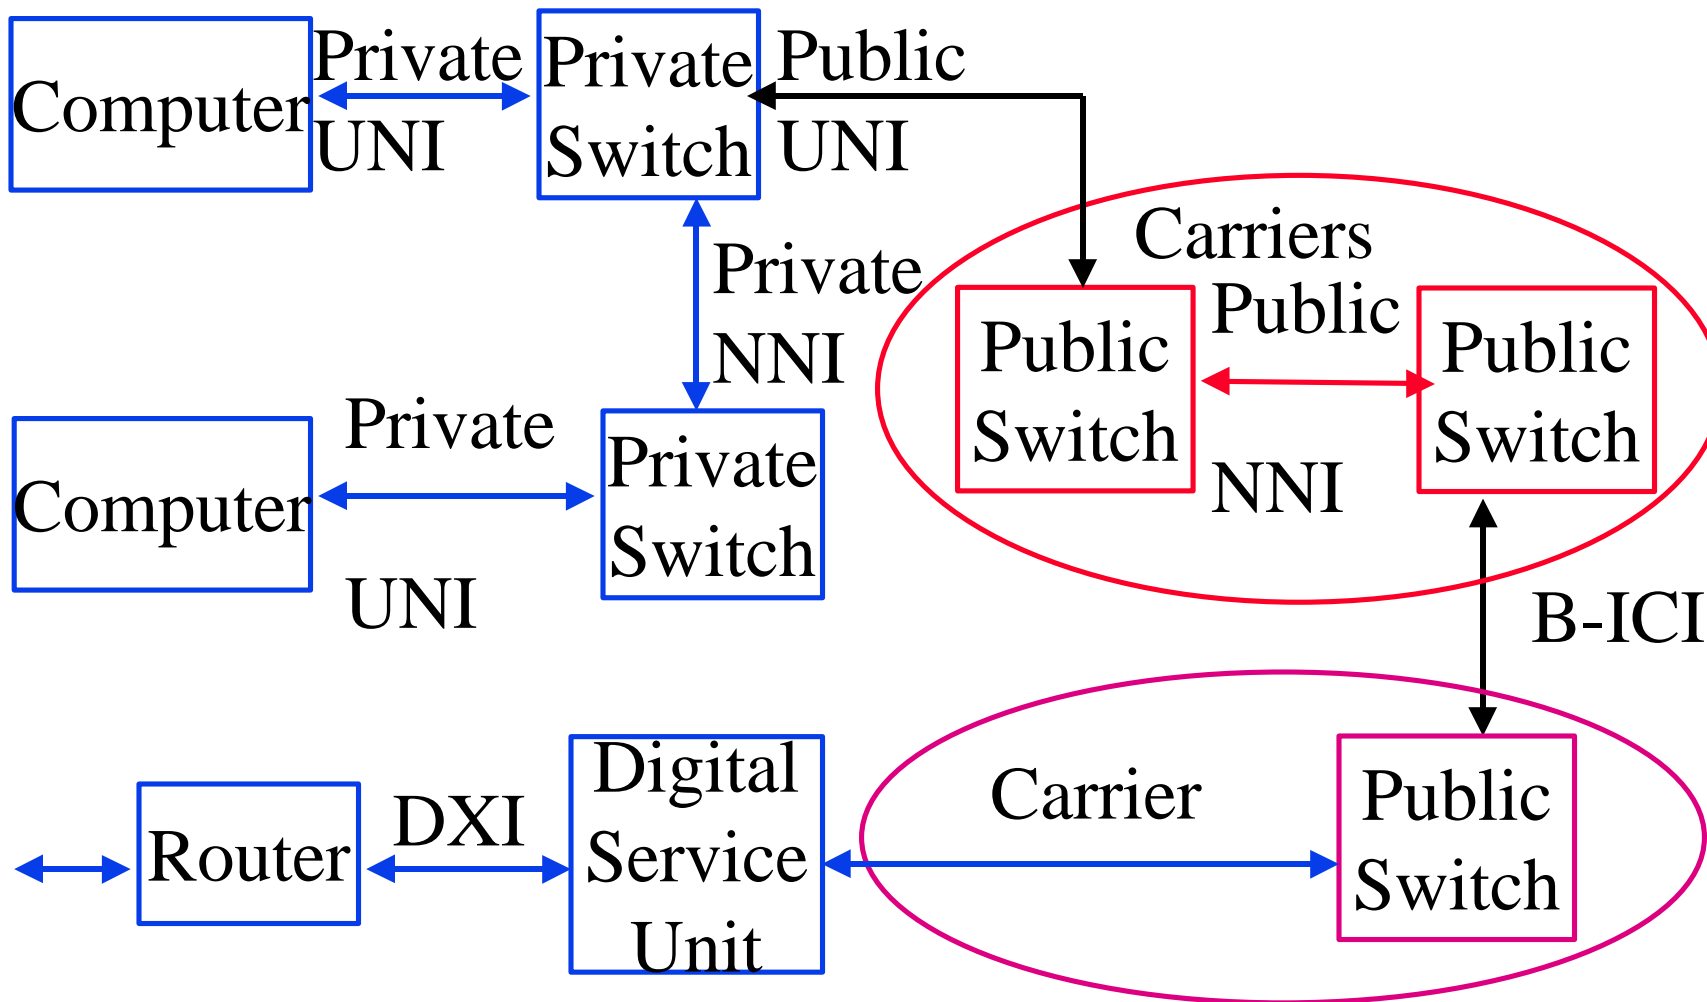 Computer
Private
UNI
Private
Switch
Public
UNI
Private
NNI
Carriers
Public
Switch
Public
NNI
Public
Switch
Computer
Private
UNI
Private
Switch
B-ICI
Router
DXI
Digital
Service
Unit
Carrier
Public
Switch